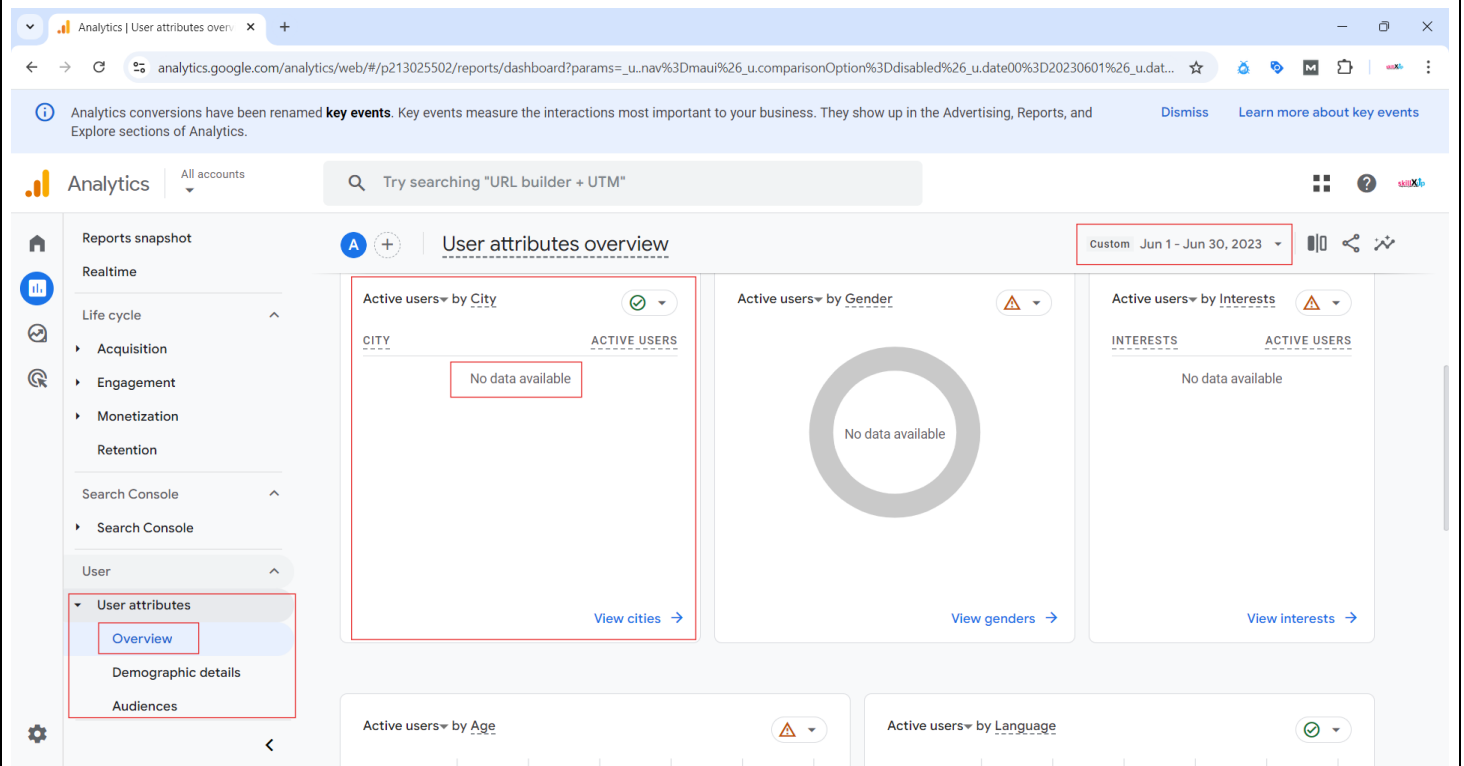 Analytics | User attributes overv
analytics.google.com/analytics/web/#/p213025502/reports/dashboard?params=_u..nav%3Dmaui%26_u.comparisonOption%3Ddisabled%26_u.date00%3D20230601%26_u.dat...
Analytics conversions have been renamed key events. Key events measure the interactions most important to your business. They show up in the Advertising, Reports, and
Explore sections of Analytics.
Dismiss
Learn more about key events
Analytics
All accounts
Try searching "URL builder + UTM"
skillXUp
Reports snapshot
Realtime
Life cycle
Acquisition
Engagement
Monetization
Retention
Search Console
Search Console
User
User attributes
Overview
Demographic details
Audiences
A
User attributes overview
Custom Jun 1 - Jun 30, 2023
Active users by City
CITY ACTIVE USERS
No data available
View cities
Active users by Gender
No data available
View genders
Active users by Interests
INTERESTS ACTIVE USERS
No data available
View interests
Active users by Age
Active users by Language